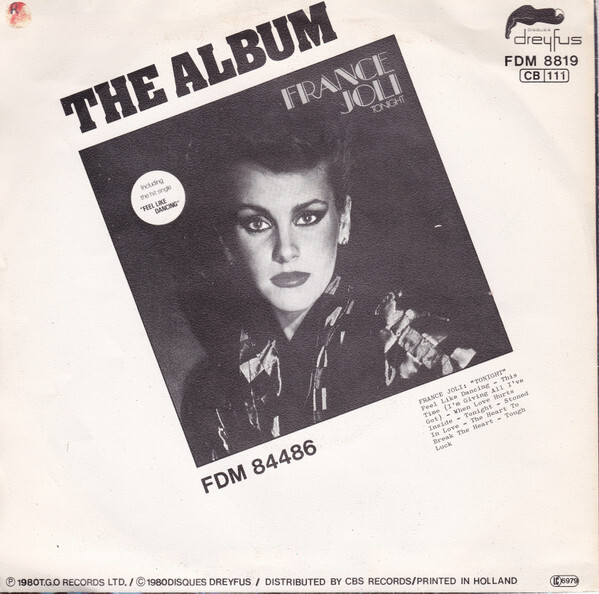 DISQUES
dreyfus
FDM 8819
CB 111
THE ALBUM
FRANCE
JOLI
TONIGHT
Including
the hit single
"FEEL LIKE
DANCING"
FRANCE JOLI: "TONIGHT"
Feel Like Dancing - This
Time (I'm Giving All I've
Got) - When Love Hurts
Inside - Tonight - Stoned
In Love - The Heart To
Break The Heart - Tough
Luck
FDM 84486
Ⓟ 1980T.G.O RECORDS LTD. / © 1980DISQUES DREYFUS / DISTRIBUTED BY CBS RECORDS/PRINTED IN HOLLAND
6979